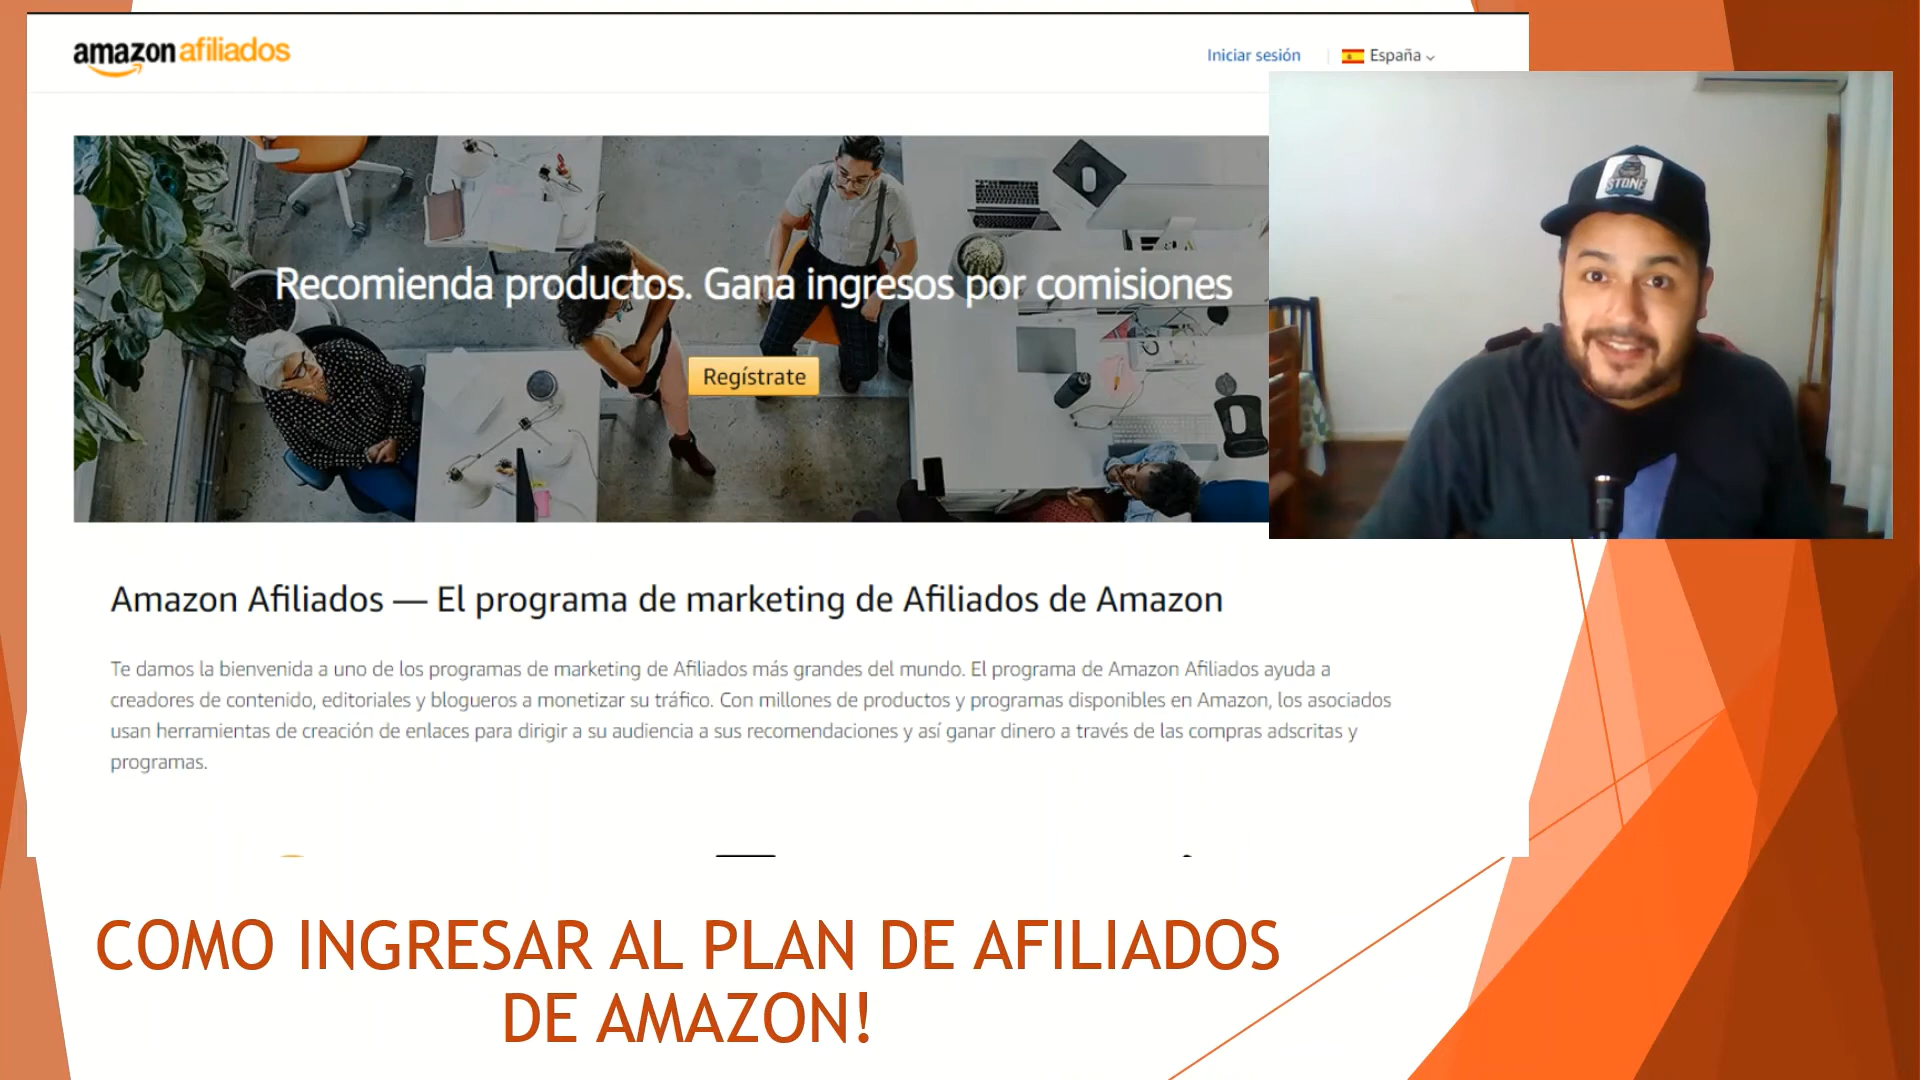 amazon afiliados
Iniciar sesión
España
STONE
Recomienda productos. Gana ingresos por comisiones
Regístrate
Amazon Afiliados — El programa de marketing de Afiliados de Amazon
Te damos la bienvenida a uno de los programas de marketing de Afiliados más grandes del mundo. El programa de Amazon Afiliados ayuda a
creadores de contenido, editoriales y blogueros a monetizar su tráfico. Con millones de productos y programas disponibles en Amazon, los asociados
usan herramientas de creación de enlaces para dirigir a su audiencia a sus recomendaciones y así ganar dinero a través de las compras adscritas y
programas.
COMO INGRESAR AL PLAN DE AFILIADOS
DE AMAZON!